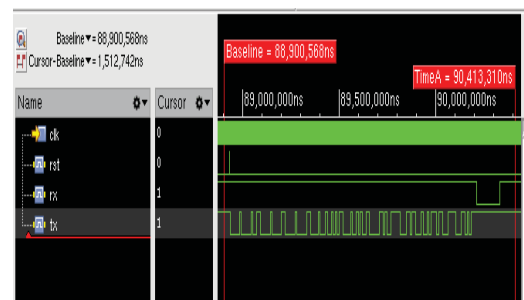 Baseline▼= 88,900,568ns
Cursor-Baseline▼= 1,512,742ns
Baseline = 88,900,568ns
TimeA = 90,413,310ns
Name Cursor |89,000,000ns |89,500,000ns |90,000,000ns
clk 0
rst 0
rx 1
tx 1